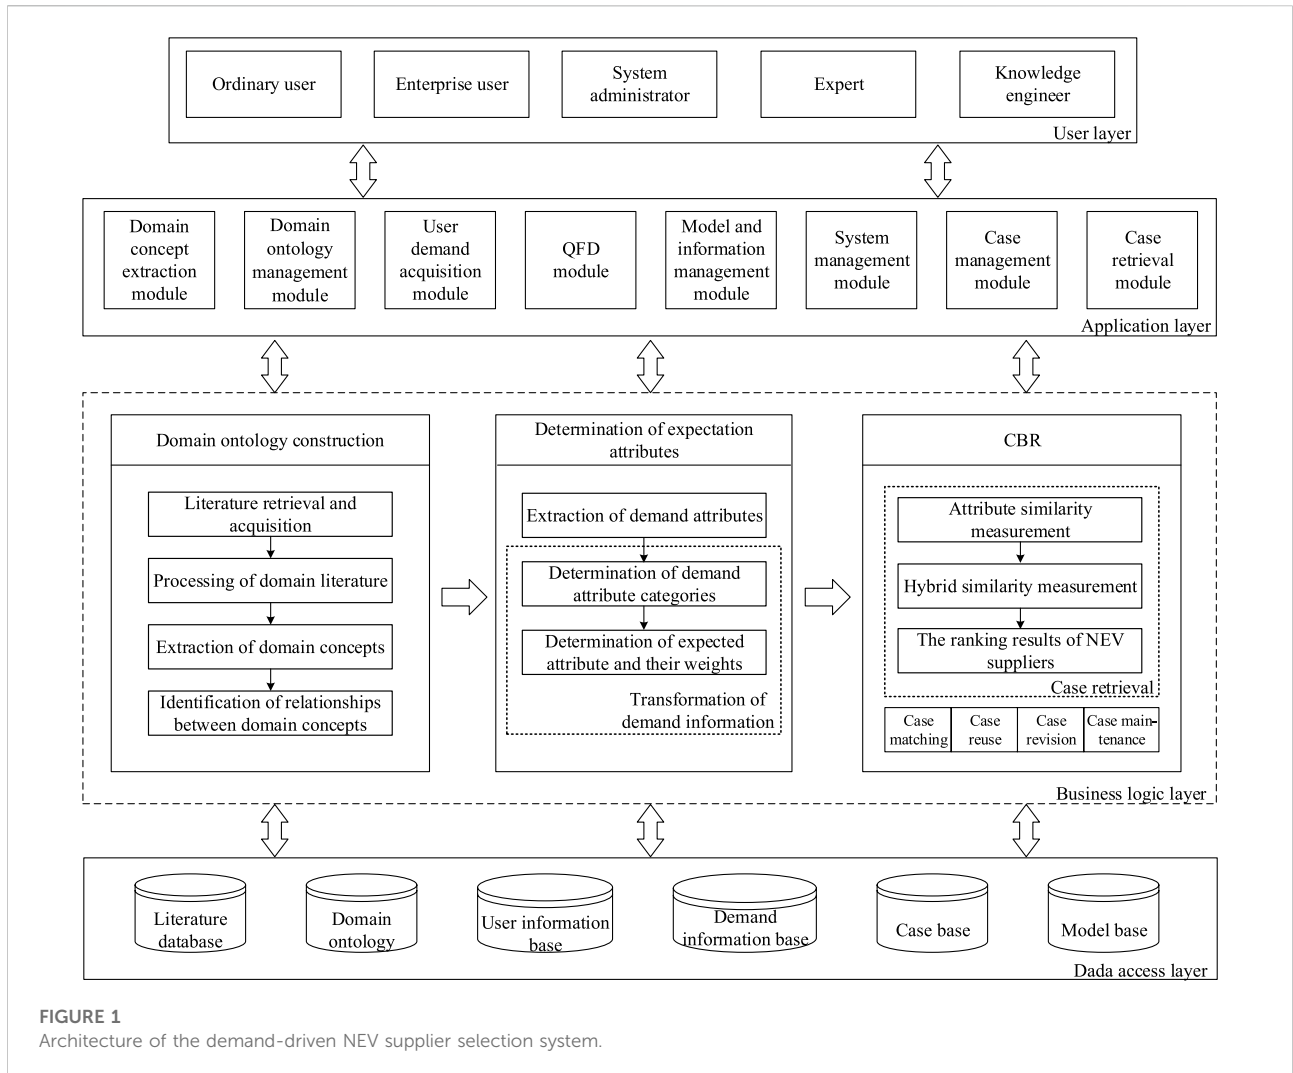 Ordinary user
Enterprise user
System
administrator
Expert
Knowledge
engineer
User layer
Domain
concept
extraction
module
Domain
ontology
management
module
User
demand
acquisition
module
QFD
module
Model and
information
management
module
System
management
module
Case
management
module
Case
retrieval
module
Application layer
Domain ontology construction
Literature retrieval and
acquisition
Processing of domain literature
Extraction of domain concepts
Identification of relationships
between domain concepts
Determination of expectation
attributes
Extraction of demand attributes
Determination of demand
attribute categories
Determination of expected
attribute and their weights
Transformation of
demand information
CBR
Attribute similarity
measurement
Hybrid similarity measurement
The ranking results of NEV
suppliers
Case retrieval
Case
matching
Case
reuse
Case
revision
Case main-
tenance
Business logic layer
Literature
database
Domain
ontology
User information
base
Demand
information base
Case base
Model base
Dada access layer
FIGURE 1
Architecture of the demand-driven NEV supplier selection system.